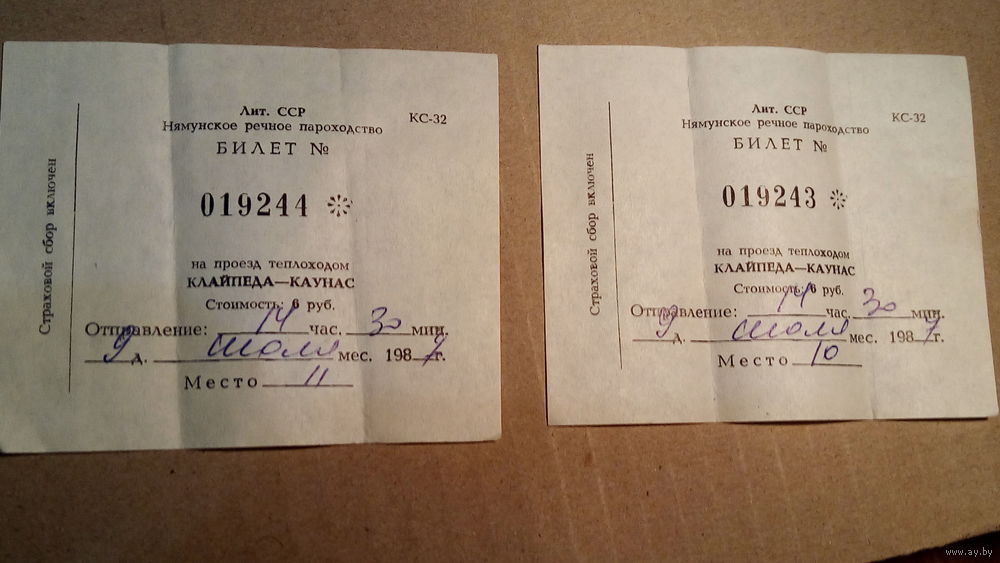 Страховой сбор включен
Лит. ССР
КС-32
Нямунское речное пароходство
БИЛЕТ №
019244
на проезд теплоходом
КЛАЙПЕДА—КАУНАС
Стоимость: 6 руб.
Отправление: 14 час. 30 мин.
9 д. июля мес. 1987 г.
Место 11
Страховой сбор включен
Лит. ССР
КС-32
Нямунское речное пароходство
БИЛЕТ №
019243
на проезд теплоходом
КЛАЙПЕДА—КАУНАС
Стоимость: 6 руб.
Отправление: 14 час. 30 мин.
9 д. июля мес. 1987 г.
Место 10
www.ay.by